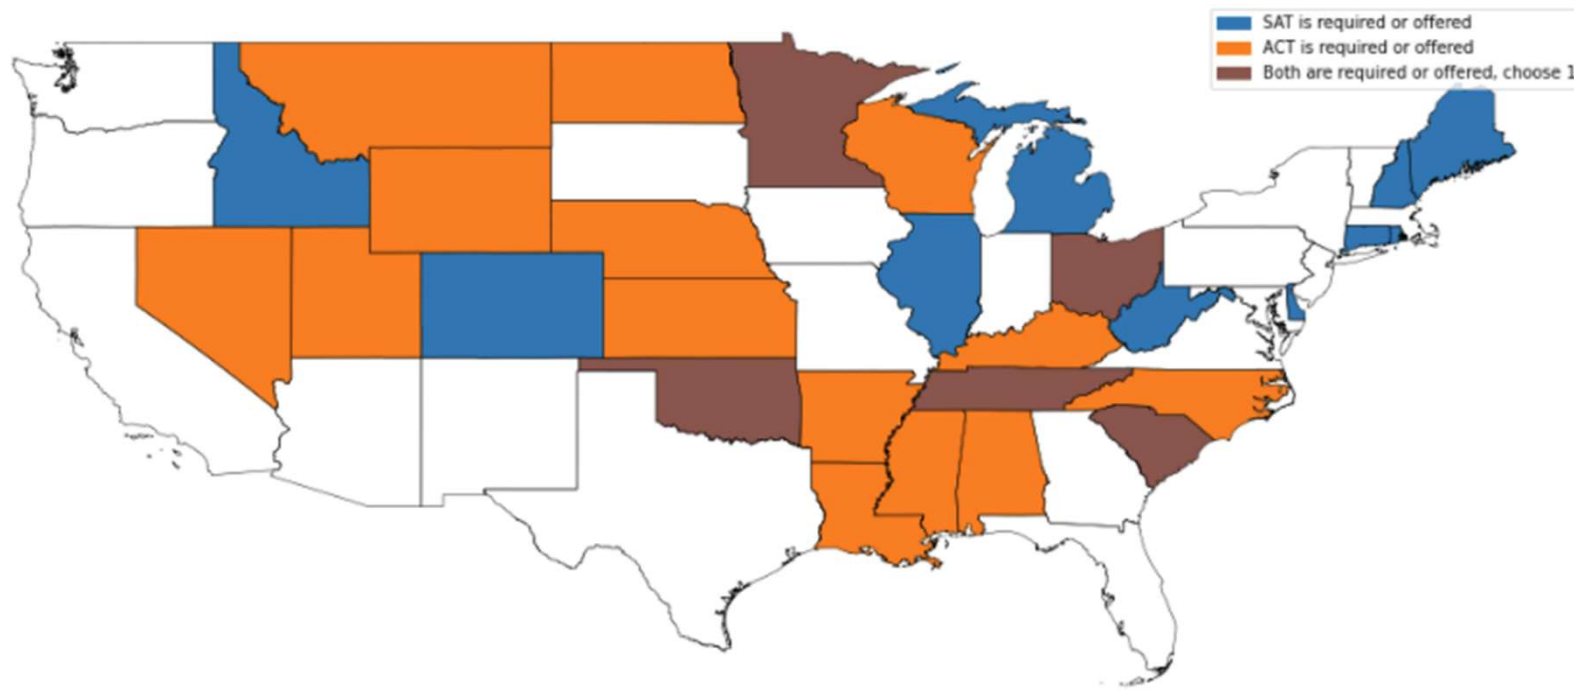 SAT is required or offered
ACT is required or offered
Both are required or offered, choose 1